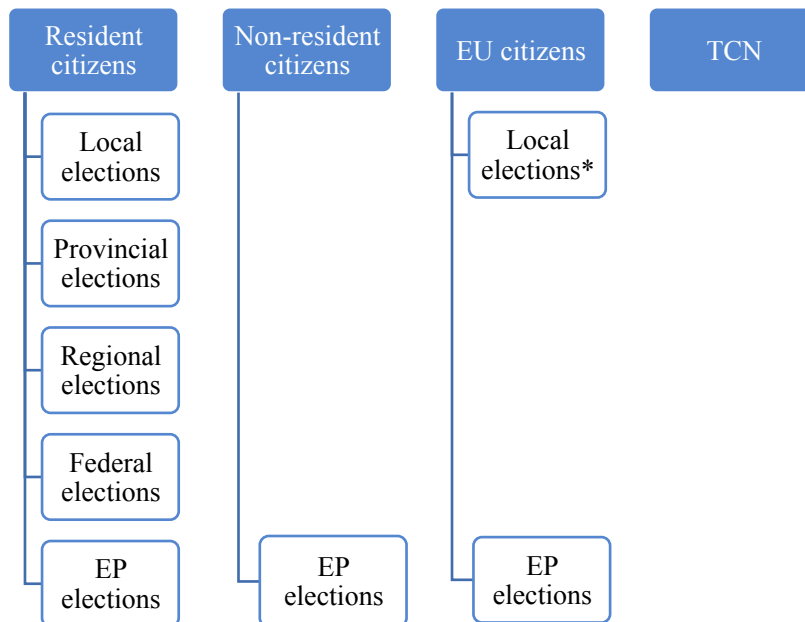 Resident
citizens
Local
elections
Provincial
elections
Regional
elections
Federal
elections
EP
elections
Non-resident
citizens
EP
elections
EU citizens
Local
elections*
EP
elections
TCN